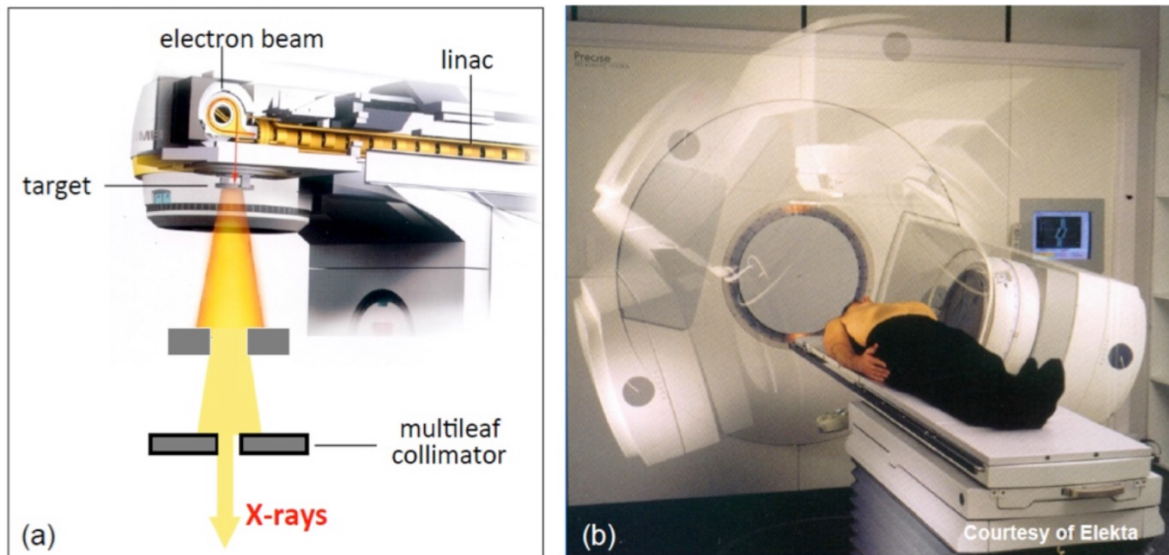 electron beam
linac
target
multileaf
collimator
X-rays
(a)
Precise
(b)
Courtesy of Elekta